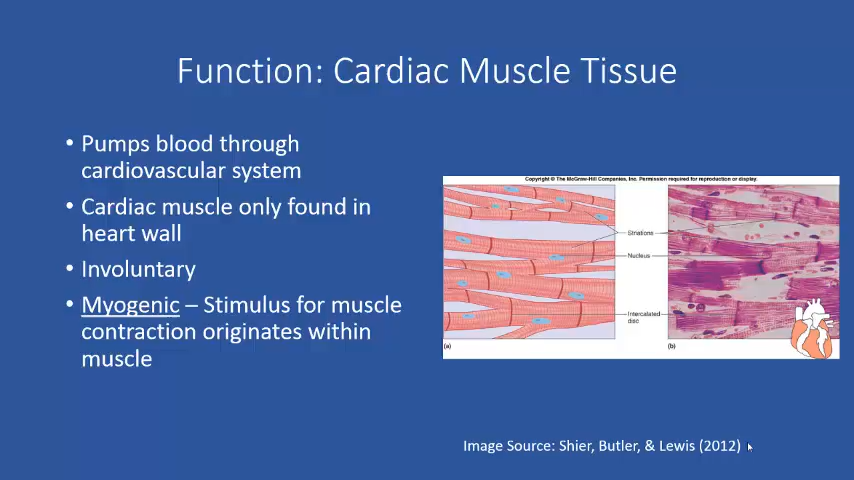 Function: Cardiac Muscle Tissue
• Pumps blood through
cardiovascular system
• Cardiac muscle only found in
heart wall
• Involuntary
• Myogenic – Stimulus for muscle
contraction originates within
muscle
Copyright © The McGraw-Hill Companies, Inc. Permission required for reproduction or display.
Striations
Nucleus
Intercalated
disc
(a)
(b)
Image Source: Shier, Butler, & Lewis (2012)